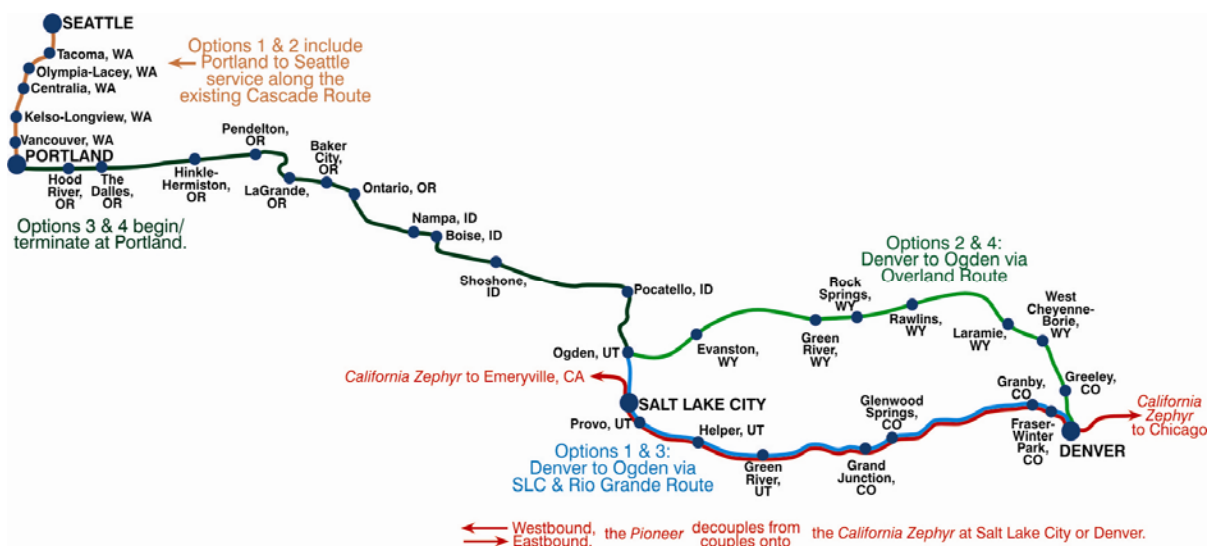 SEATTLE
Tacoma, WA
Olympia-Lacey, WA
Centralia, WA
Kelso-Longview, WA
Vancouver, WA
PORTLAND
Options 1 & 2 include
Portland to Seattle
service along the
existing Cascade Route
Hood
River,
OR
The
Dalles,
OR
Hinkle-
Hermiston,
OR
Pendelton,
OR
LaGrande,
OR
Baker
City,
OR
Ontario, OR
Options 3 & 4 begin/
terminate at Portland.
Nampa, ID
Boise, ID
Shoshone,
ID
Pocatello, ID
Options 2 & 4:
Denver to Ogden via
Overland Route
Ogden, UT
Evanston,
WY
Green
River,
WY
Rock
Springs,
WY
Rawlins,
WY
Laramie,
WY
West
Cheyenne-
Borie,
WY
Greeley,
CO
California Zephyr to Emeryville, CA
SALT LAKE CITY
Provo, UT
Helper, UT
Green
River,
UT
Grand
Junction,
CO
Glenwood
Springs,
CO
Granby,
CO
Fraser-
Winter
Park,
CO
DENVER
California
Zephyr
to Chicago
Options 1 & 3:
Denver to Ogden via
SLC & Rio Grande Route
Westbound, the Pioneer decouples from the California Zephyr at Salt Lake City or Denver.
Eastbound, couples onto